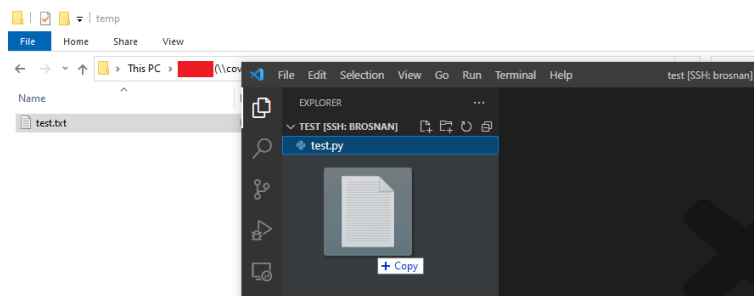 temp
File Home Share View
This PC (\\cov
Name
test.txt
File Edit Selection View Go Run Terminal Help test [SSH: brosnan]
EXPLORER ...
TEST [SSH: BROSNAN]
test.py
+ Copy